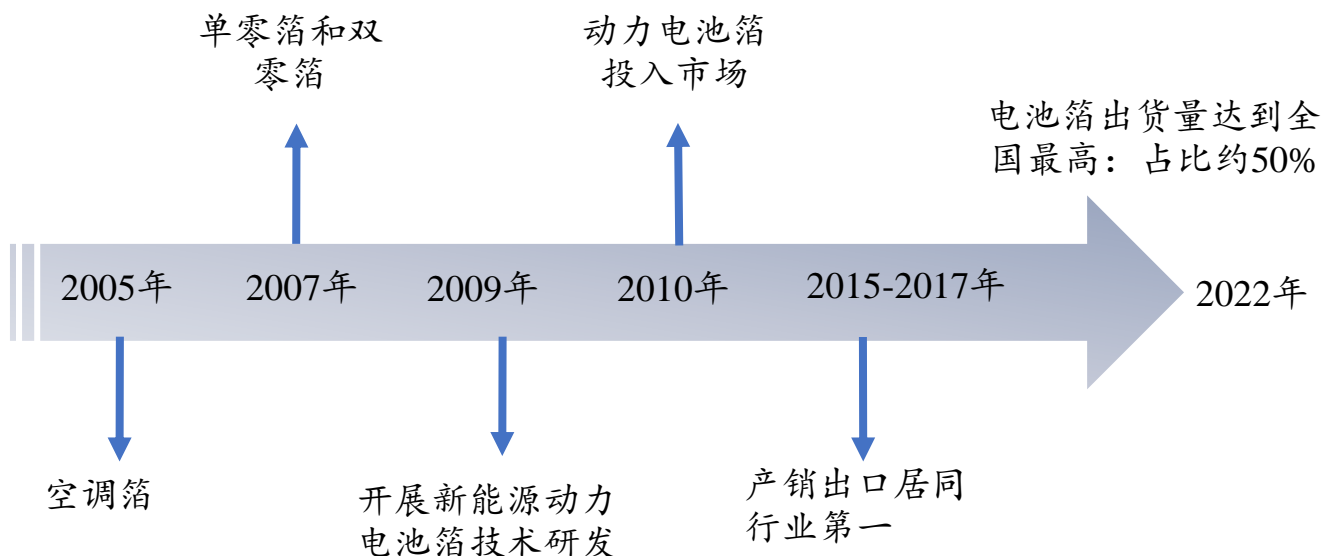 单零箔和双
零箔
动力电池箔
投入市场
电池箔出货量达到全
国最高：占比约50%
2005年
2007年
2009年
2010年
2015-2017年
2022年
空调箔
开展新能源动力
电池箔技术研发
产销出口居同
行业第一